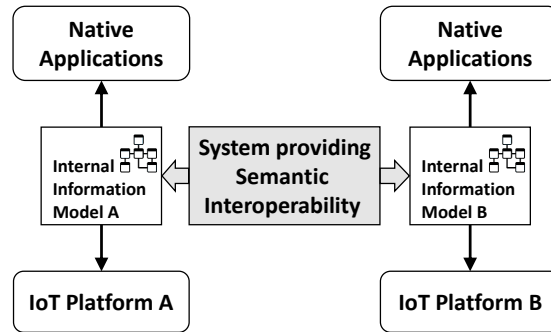 Native
Applications
Native
Applications
Internal
Information
Model A
System providing
Semantic
Interoperability
Internal
Information
Model B
IoT Platform A
IoT Platform B